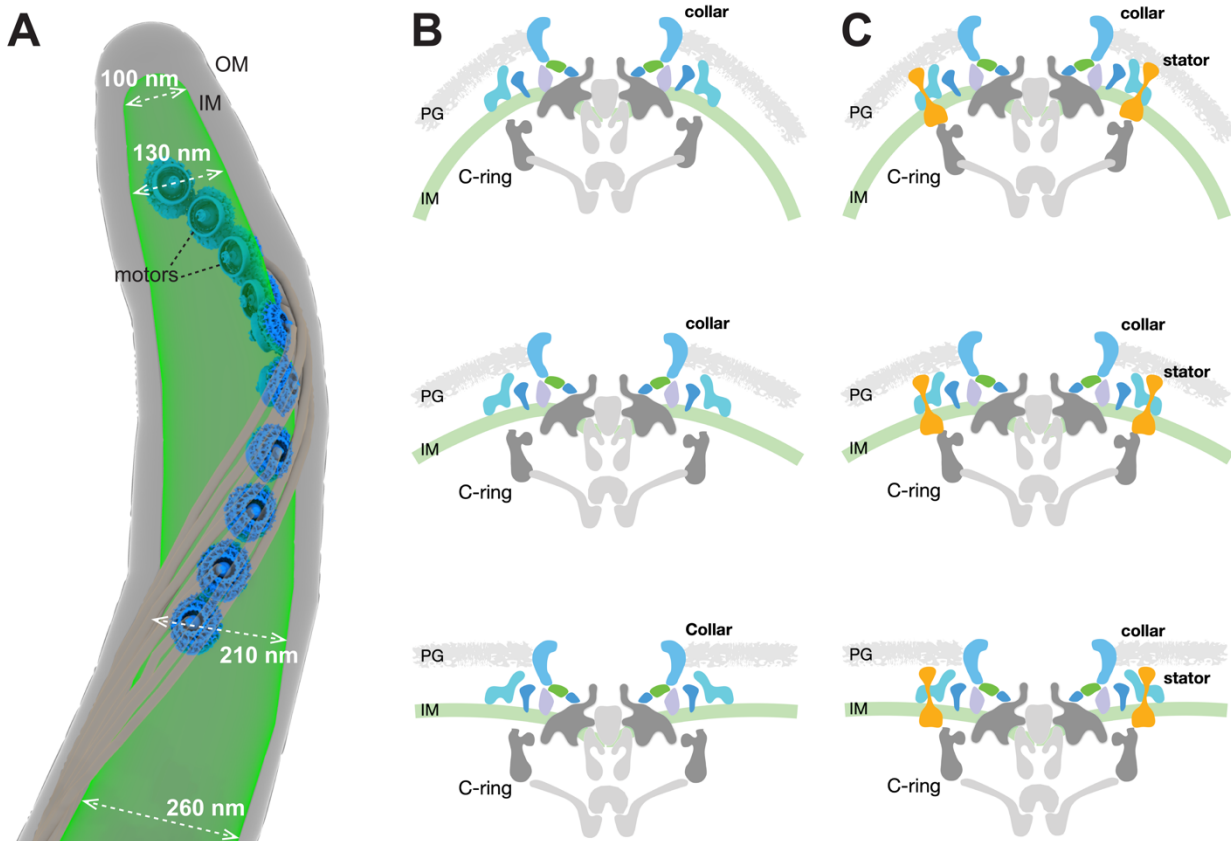 A
OM
100 nm
IM
130 nm
motors
210 nm
260 nm
B
collar
PG
C-ring
IM
collar
PG
IM
C-ring
Collar
PG
IM
C-ring
C
collar
stator
PG
C-ring
IM
collar
stator
PG
IM
C-ring
collar
PG
stator
IM
C-ring